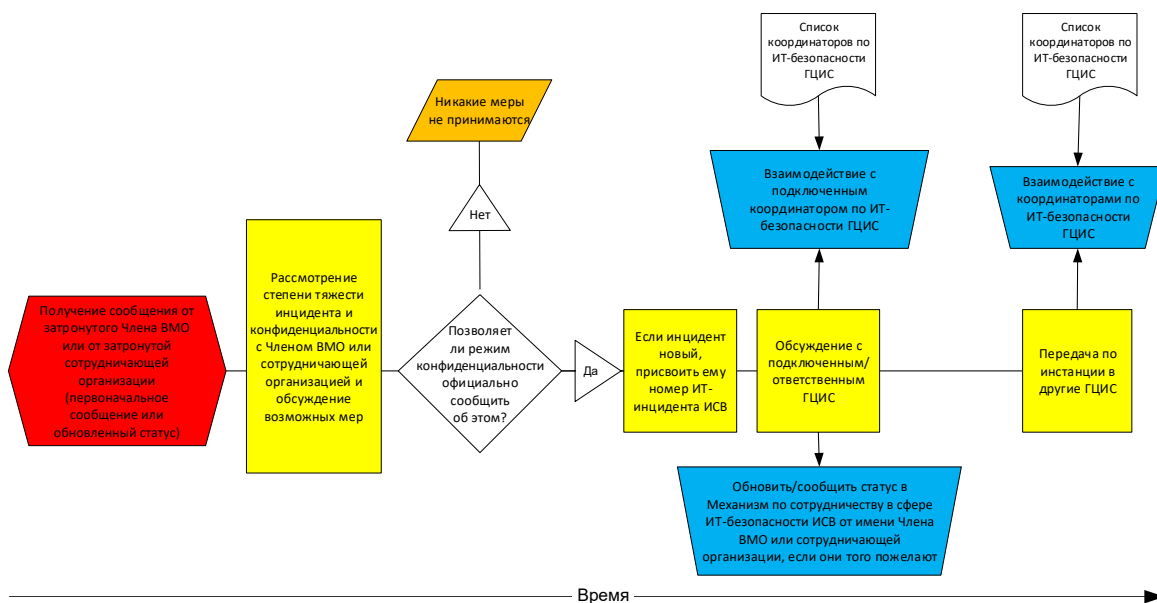 Получение сообщения от
затронутого Члена ВМО
или от затронутой
сотрудничающей
организации
(первоначальное
сообщение или
обновленный статус)
Рассмотрение
степени тяжести
инцидента и
конфиденциальности
с Членом ВМО или
сотрудничающей
организацией и
обсуждение
возможных мер
Позволяет
ли режим
конфиденциальности
официально
сообщить
об этом?
Нет
Никакие меры
не принимаются
Да
Если инцидент
новый,
присвоить ему
номер ИТ-
инцидента ИСВ
Обсуждение с
подключенным/
ответственным
ГЦИС
Взаимодействие с
подключенным
координатором по ИТ-
безопасности ГЦИС
Список
координаторов по
ИТ-безопасности
ГЦИС
Обновить/сообщить статус в
Механизм по сотрудничеству в сфере
ИТ-безопасности ИСВ от имени Члена
ВМО или сотрудничающей
организации, если они того пожелают
Передача по
инстанции в
другие ГЦИС
Взаимодействие с
координаторами по
ИТ-безопасности
ГЦИС
Список
координаторов по
ИТ-безопасности
ГЦИС
Время